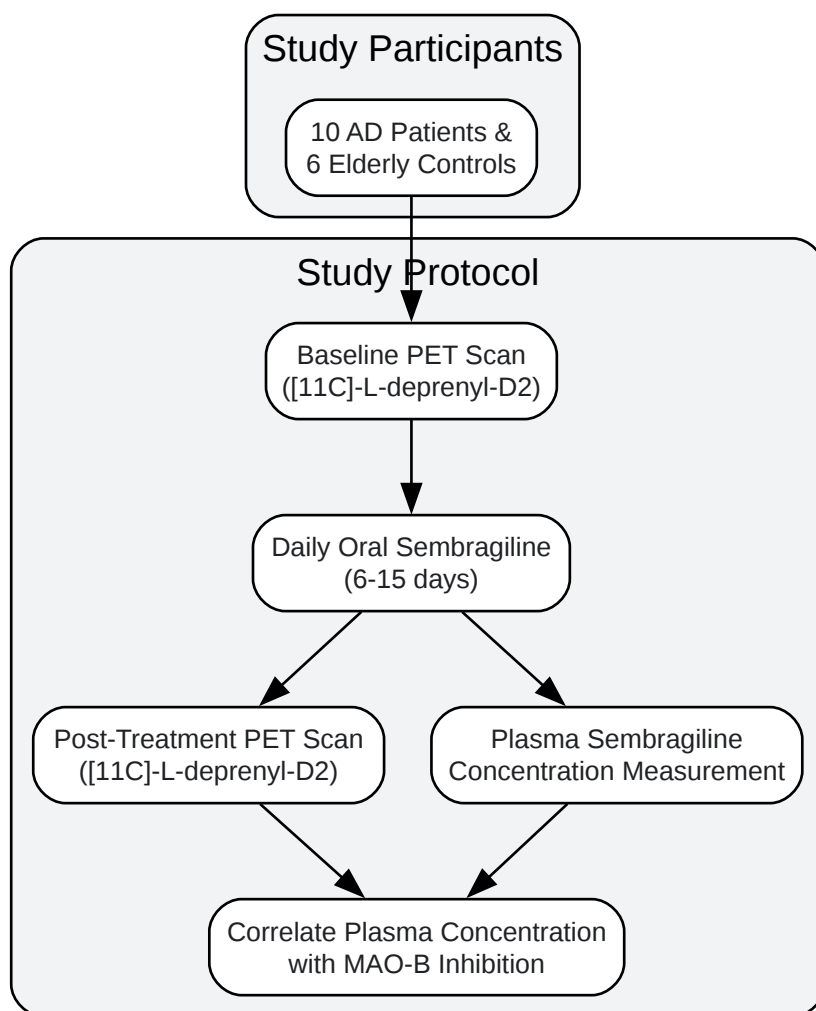 Study Participants
10 AD Patients &
6 Elderly Controls
Study Protocol
Baseline PET Scan
([11C]-L-deprenyl-D2)
Daily Oral Sembragiline
(6-15 days)
Post-Treatment PET Scan
([11C]-L-deprenyl-D2)
Plasma Sembragiline
Concentration Measurement
Correlate Plasma Concentration
with MAO-B Inhibition